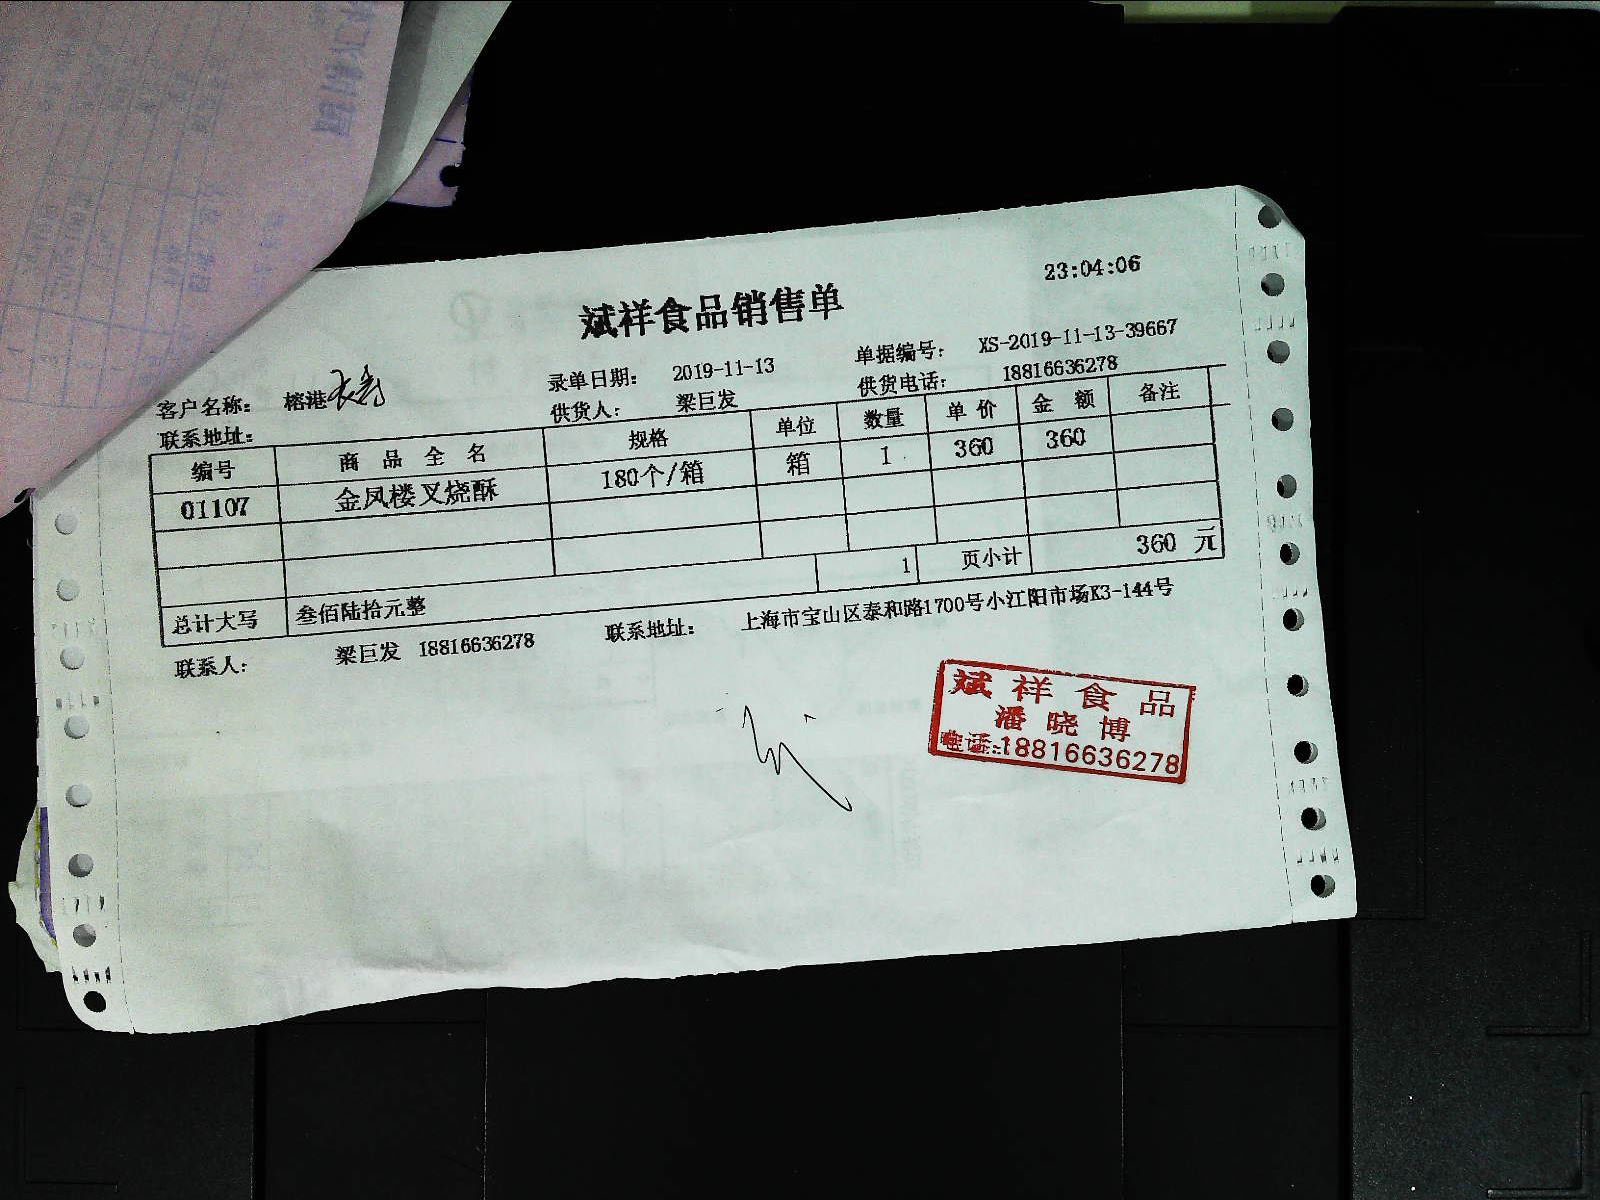 23:04:06
斌祥食品销售单
客户名称: 榕港 录单日期: 2019-11-13 单据编号: XS-2019-11-13-39667
联系地址: 供货人: 梁巨发 供货电话: 18816636278
编号 商品全名 规格 单位 数量 单价 金额 备注
01107 金凤楼叉烧酥 180个/箱 箱 1 360 360
1 页小计 360 元
总计大写 叁佰陆拾元整
联系人: 梁巨发 18816636278 联系地址: 上海市宝山区泰和路1700号小江阳市场K3-144号
斌祥食品
潘晓博
电话:18816636278